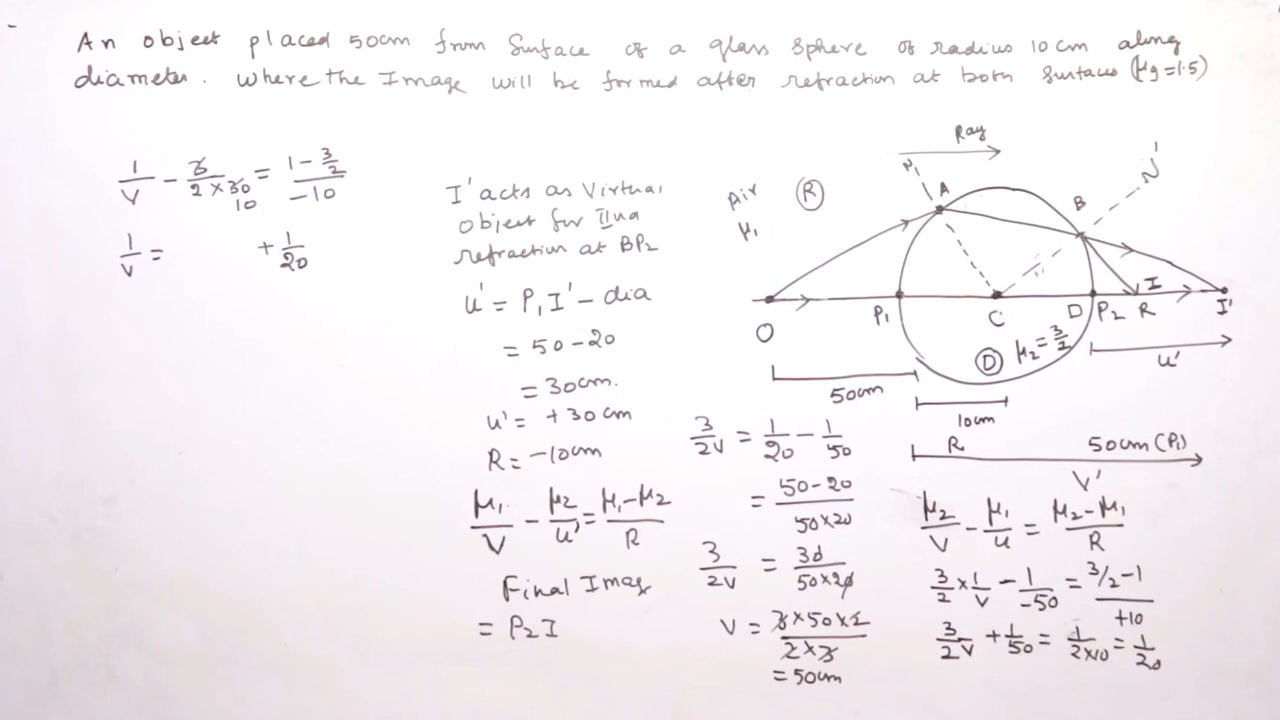 An object placed 50cm from Surface of a glass sphere of radius 10 cm along
diameter. Where the Image will be formed after refraction at both surfaces (μg=1.5)
1/V - 3/(2×30) = (1 - 3/2)/(-10)
10
1/V = + 1/20
I' acts as Virtual
object for IInd
refraction at BP₂
u' = P₁I' - dia
= 50-20
= 30cm.
u' = +30cm
R = -10cm
μ₁/V - μ₂/u' = (μ₁-μ₂)/R
Final Imag
= P₂I
3/2V = 1/20 - 1/50
= (50-20)/(50×20)
3/2V = 30/(50×20)
V = (3×50×2)/(2×3)
= 50cm
Ray
Air
μ₁
R
N
A
B
N'
O
P₁
C
D
P₂
R
I
I'
D
μ₂=3/2
u'
50cm
10cm
R
50cm (P₁)
V'
μ₂/V - μ₁/u = (μ₂-μ₁)/R
3/2 × 1/V - 1/-50 = (3/2-1)/+10
3/2V + 1/50 = 1/(2×10) = 1/20